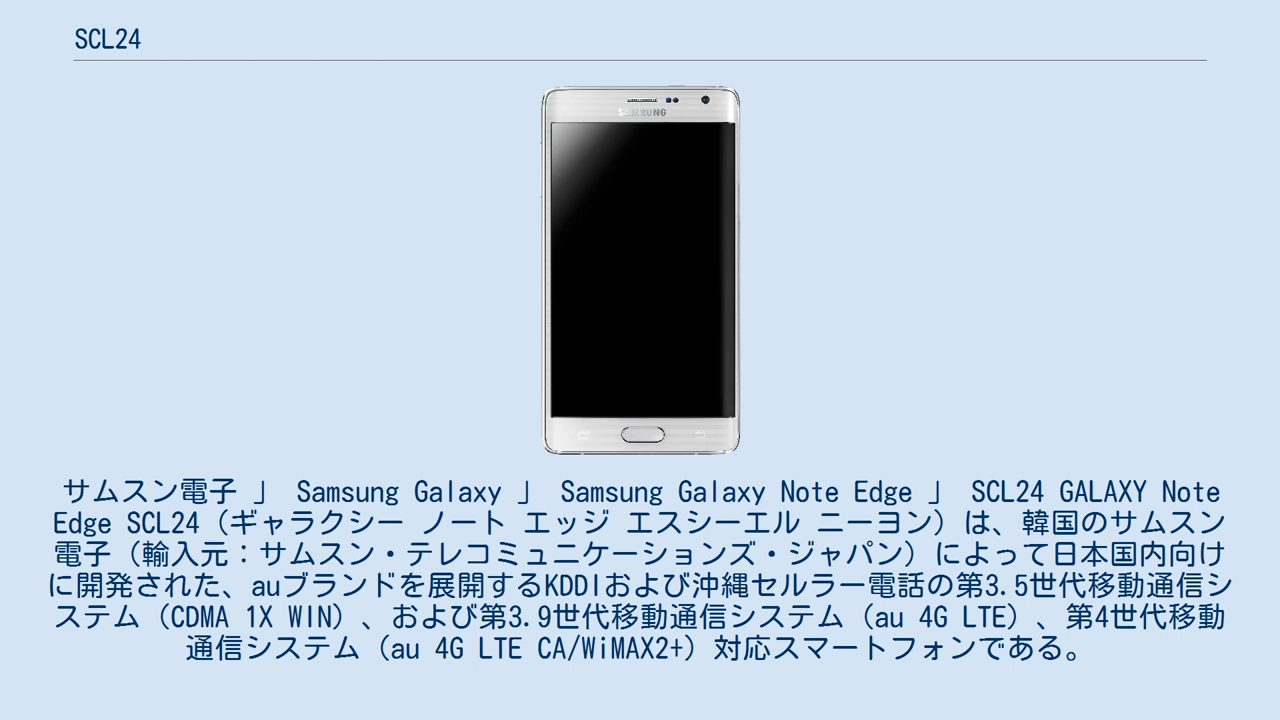 SCL24
SAMSUNG
サムスン電子 」 Samsung Galaxy 」 Samsung Galaxy Note Edge 」 SCL24 GALAXY Note
Edge SCL24（ギャラクシー ノート エッジ エスシーエル ニーヨン）は、韓国のサムスン
電子（輸入元：サムスン・テレコミュニケーションズ・ジャパン）によって日本国内向け
に開発された、auブランドを展開するKDDIおよび沖縄セルラー電話の第3.5世代移動通信シ
ステム（CDMA 1X WIN）、および第3.9世代移動通信システム（au 4G LTE）、第4世代移動
通信システム（au 4G LTE CA/WiMAX2+）対応スマートフォンである。